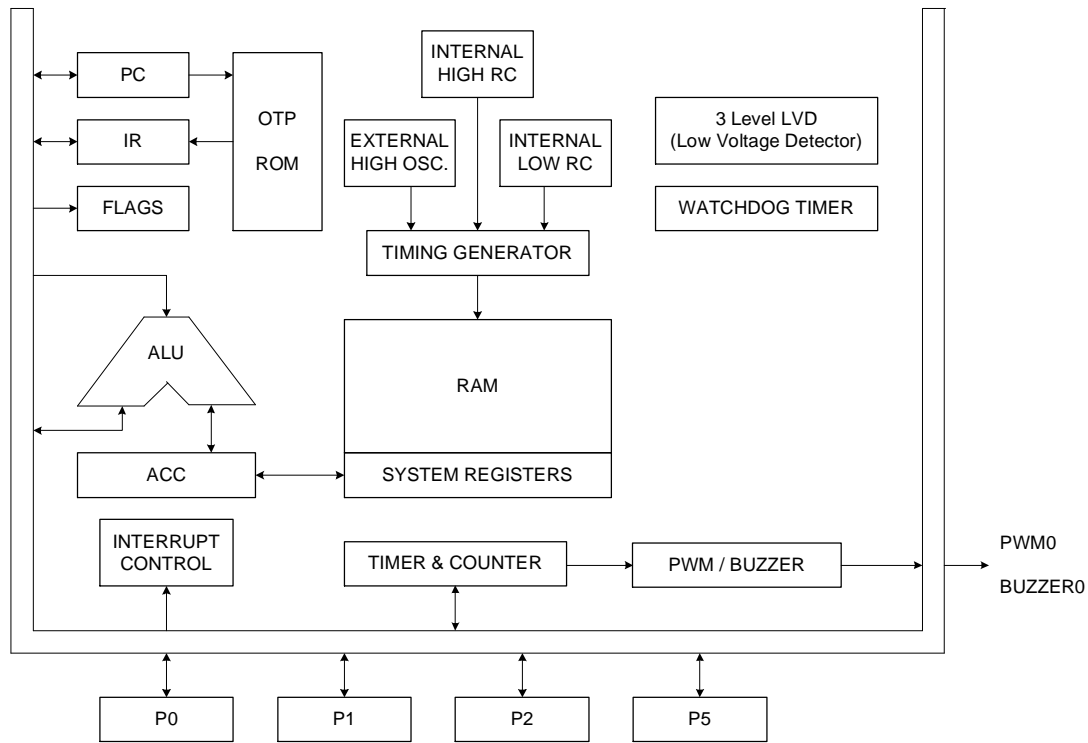 PC
IR
FLAGS
OTP
ROM
INTERNAL
HIGH RC
EXTERNAL
HIGH OSC.
INTERNAL
LOW RC
TIMING GENERATOR
3 Level LVD
(Low Voltage Detector)
WATCHDOG TIMER
ALU
RAM
ACC
SYSTEM REGISTERS
INTERRUPT
CONTROL
TIMER & COUNTER
PWM / BUZZER
PWM0
BUZZER0
P0
P1
P2
P5